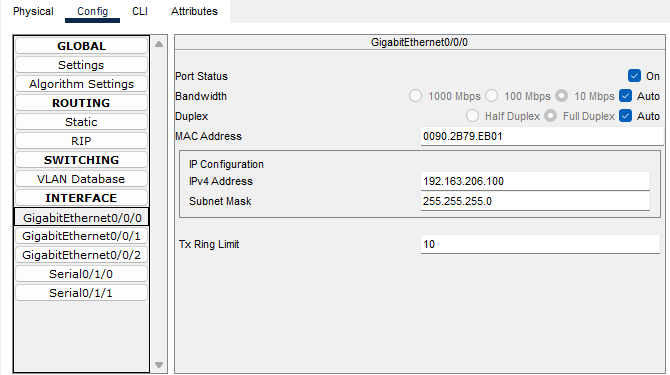 Physical Config CLI Attributes
GLOBAL
Settings
Algorithm Settings
ROUTING
Static
RIP
SWITCHING
VLAN Database
INTERFACE
GigabitEthernet0/0/0
GigabitEthernet0/0/1
GigabitEthernet0/0/2
Serial0/1/0
Serial0/1/1
GigabitEthernet0/0/0
Port Status On
Bandwidth 1000 Mbps 100 Mbps 10 Mbps Auto
Duplex Half Duplex Full Duplex Auto
MAC Address 0090.2B79.EB01
IP Configuration
IPv4 Address 192.163.206.100
Subnet Mask 255.255.255.0
Tx Ring Limit 10